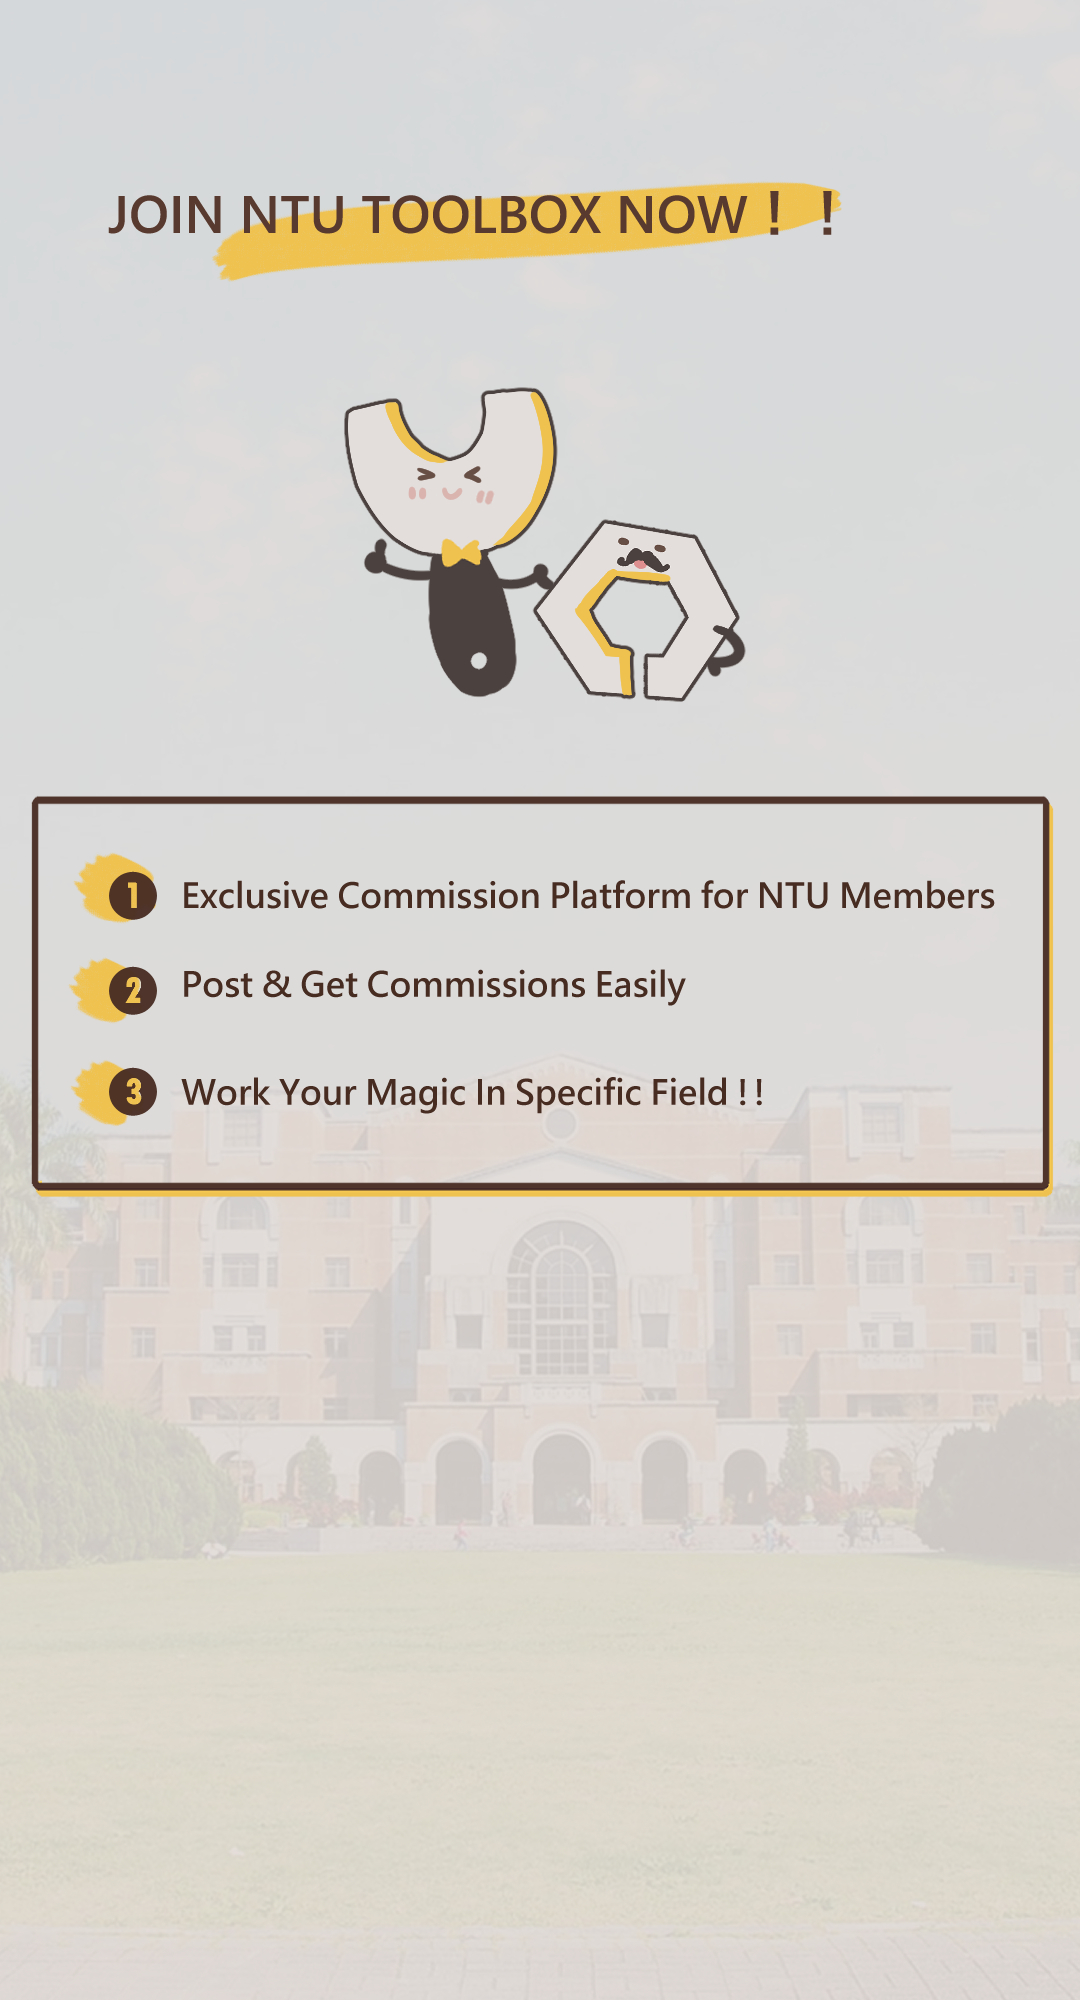 JOIN NTU TOOLBOX NOW！！
1 Exclusive Commission Platform for NTU Members
2 Post & Get Commissions Easily
3 Work Your Magic In Specific Field !!